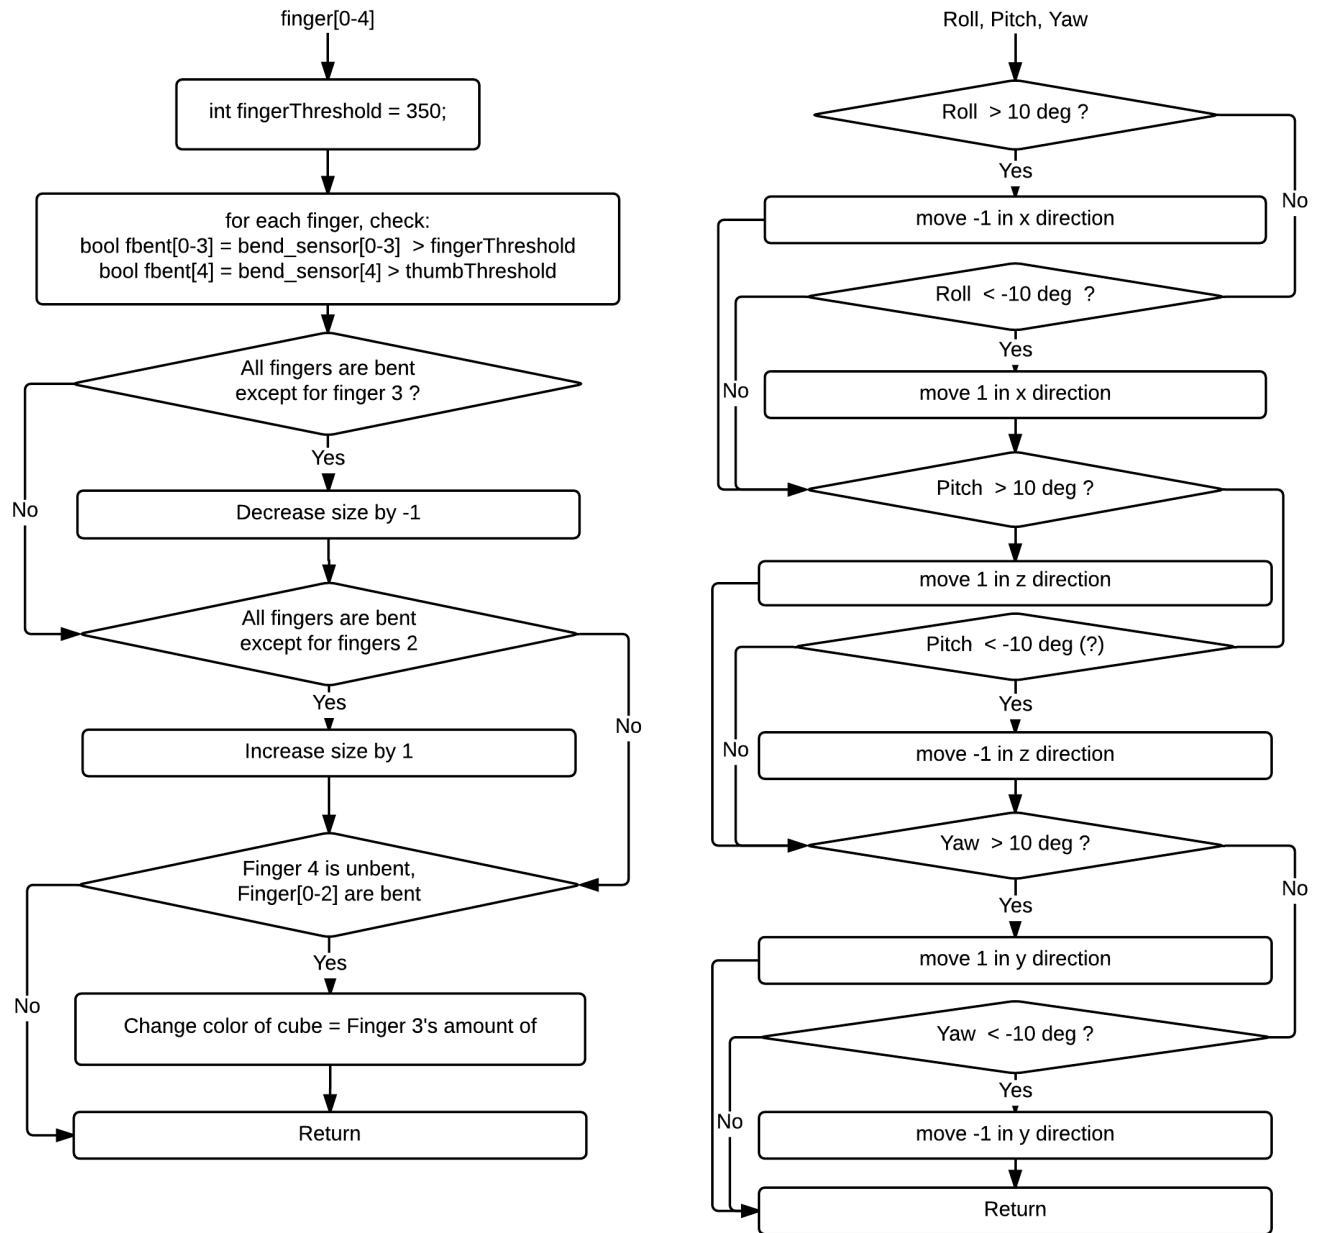 finger[0-4]
int fingerThreshold = 350;
for each finger, check:
bool fbent[0-3] = bend_sensor[0-3]  > fingerThreshold
bool fbent[4] = bend_sensor[4] > thumbThreshold
All fingers are bent
except for finger 3 ?
Yes
No
Decrease size by -1
All fingers are bent
except for fingers 2
Yes
No
Increase size by 1
Finger 4 is unbent,
Finger[0-2] are bent
Yes
No
Change color of cube = Finger 3's amount of
Return
Roll, Pitch, Yaw
Roll  > 10 deg ?
Yes
No
move -1 in x direction
Roll  < -10 deg  ?
Yes
No
move 1 in x direction
Pitch  > 10 deg ?
move 1 in z direction
Pitch  < -10 deg (?)
Yes
No
move -1 in z direction
Yaw  > 10 deg ?
Yes
No
move 1 in y direction
Yaw  < -10 deg ?
Yes
No
move -1 in y direction
Return